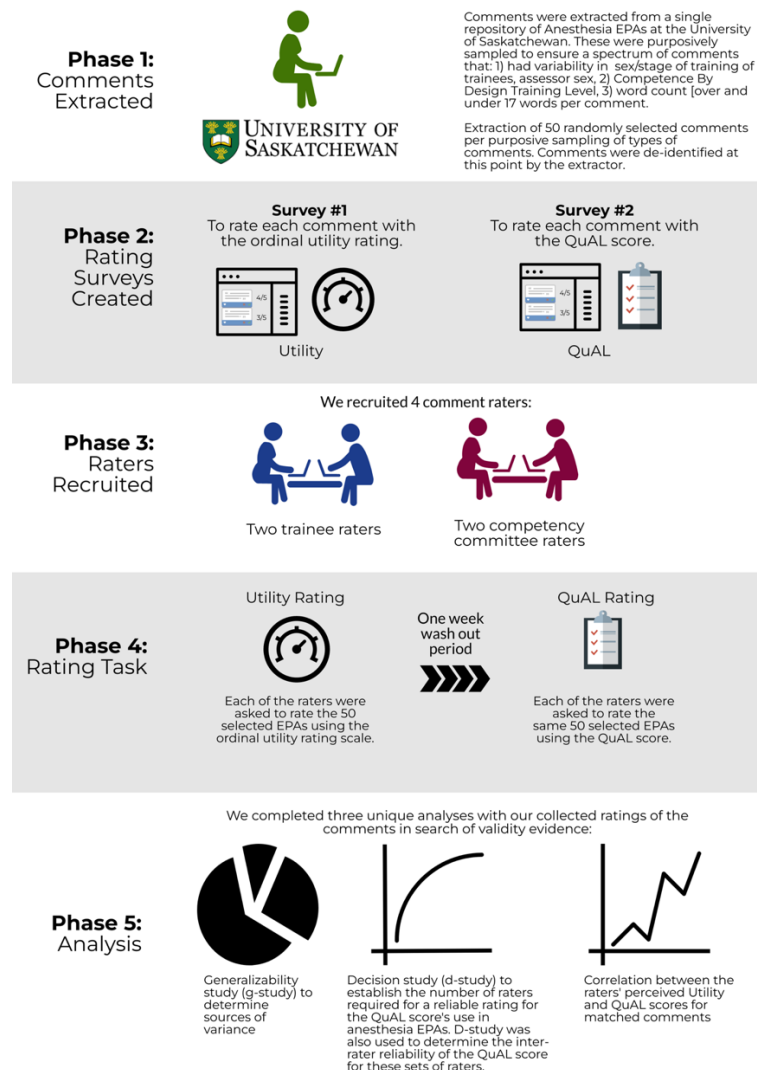 Phase 1:
Comments
Extracted
UNIVERSITY OF
SASKATCHEWAN
Comments were extracted from a single
repository of Anesthesia EPAs at the University
of Saskatchewan. These were purposively
sampled to ensure a spectrum of comments
that: 1) had variability in sex/stage of training of
trainees, assessor sex, 2) Competence By
Design Training Level, 3) word count [over and
under 17 words per comment.
Extraction of 50 randomly selected comments
per purposive sampling of types of
comments. Comments were de-identified at
this point by the extractor.
Phase 2:
Rating
Surveys
Created
Survey #1
To rate each comment with
the ordinal utility rating.
4/5
3/5
Utility
Survey #2
To rate each comment with
the QuAL score.
4/5
3/5
QuAL
Phase 3:
Raters
Recruited
We recruited 4 comment raters:
Two trainee raters
Two competency
committee raters
Phase 4:
Rating Task
Utility Rating
Each of the raters were
asked to rate the 50
selected EPAs using the
ordinal utility rating scale.
One week
wash out
period
QuAL Rating
Each of the raters were
asked to rate the
same 50 selected EPAs
using the QuAL score.
Phase 5:
Analysis
We completed three unique analyses with our collected ratings of the
comments in search of validity evidence:
Generalizability
study (g-study) to
determine
sources of
variance
Decision study (d-study) to
establish the number of raters
required for a reliable rating for
the QuAL score's use in
anesthesia EPAs. D-study was
also used to determine the inter-
rater reliability of the QuAL score
for these sets of raters.
Correlation between the
raters' perceived Utility
and QuAL scores for
matched comments